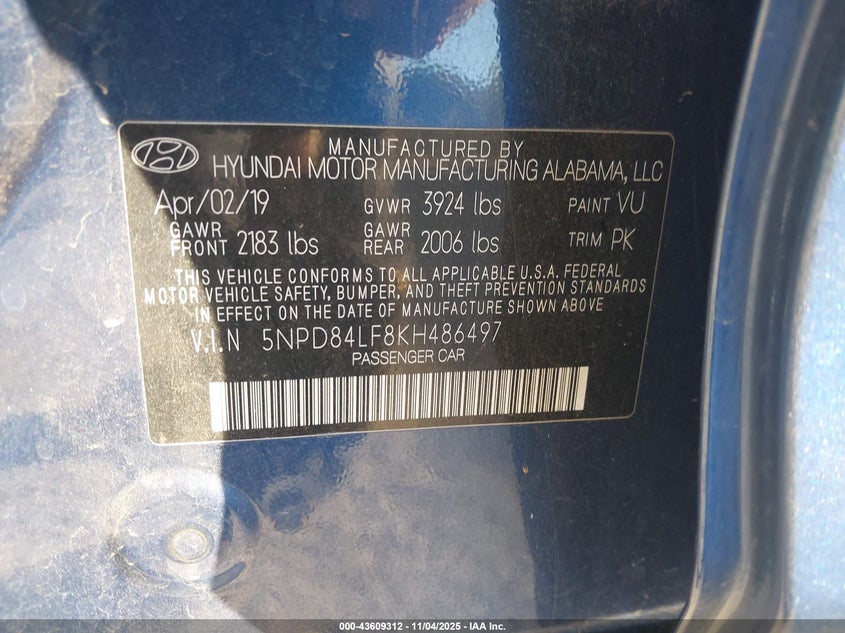 MANUFACTURED BY
HYUNDAI MOTOR MANUFACTURING ALABAMA, LLC
Apr/02/19 GVWR 3924 lbs PAINT VU
GAWR FRONT 2183 lbs GAWR REAR 2006 lbs TRIM PK
THIS VEHICLE CONFORMS TO ALL APPLICABLE U.S.A. FEDERAL
MOTOR VEHICLE SAFETY, BUMPER, AND THEFT PREVENTION STANDARDS
IN EFFECT ON THE DATE OF MANUFACTURE SHOWN ABOVE
V.I.N 5NPD84LF8KH486497
PASSENGER CAR
000-43609312 - 11/04/2025 - IAA Inc.